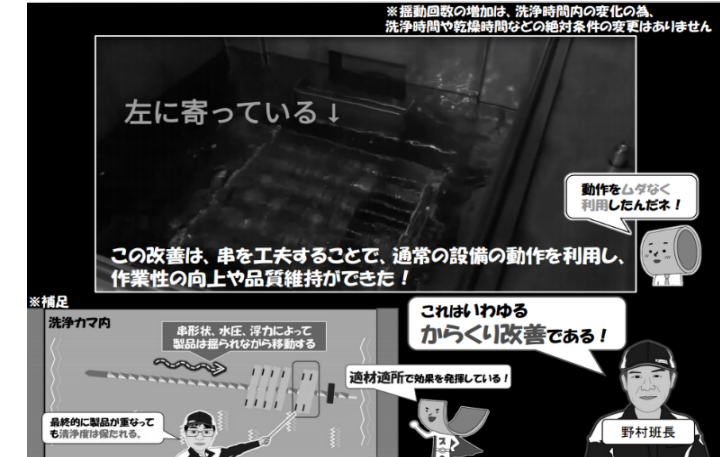 ※揺動回数の増加は、洗浄時間内の変化の為、
洗浄時間や乾燥時間などの絶対条件の変更はありません
左に寄っている↓
動作をムダなく
利用したんだネ！
この改善は、串を工夫することで、通常の設備の動作を利用し、
作業性の向上や品質維持ができた！
※補足
洗浄カマ内
串形状、水圧、浮力によって
製品は揺られながら移動する
これはいわゆる
からくり改善である！
適材適所で効果を発揮している！
最終的に製品が重なって
も清浄度は保たれる。
野村班長